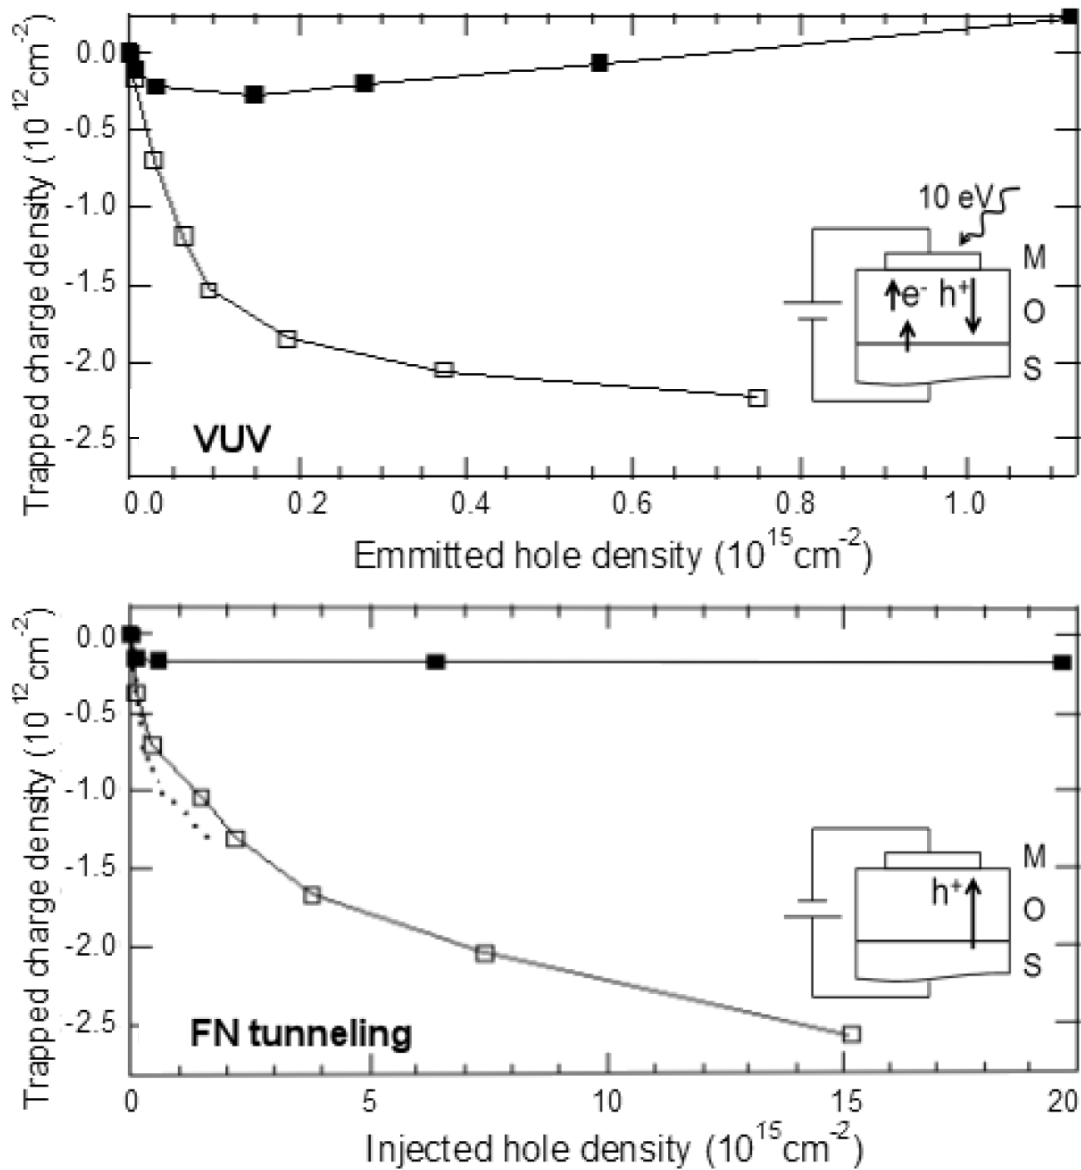 Trapped charge density (10¹²cm⁻²)
0.0
-0.5
-1.0
-1.5
-2.0
-2.5
10 eV
M
e⁻ h⁺
O
S
VUV
0.0 0.2 0.4 0.6 0.8 1.0
Emmitted hole density (10¹⁵cm⁻²)
Trapped charge density (10¹²cm⁻²)
0.0
-0.5
-1.0
-1.5
-2.0
-2.5
M
h⁺
O
S
FN tunneling
0 5 10 15 20
Injected hole density (10¹⁵cm⁻²)